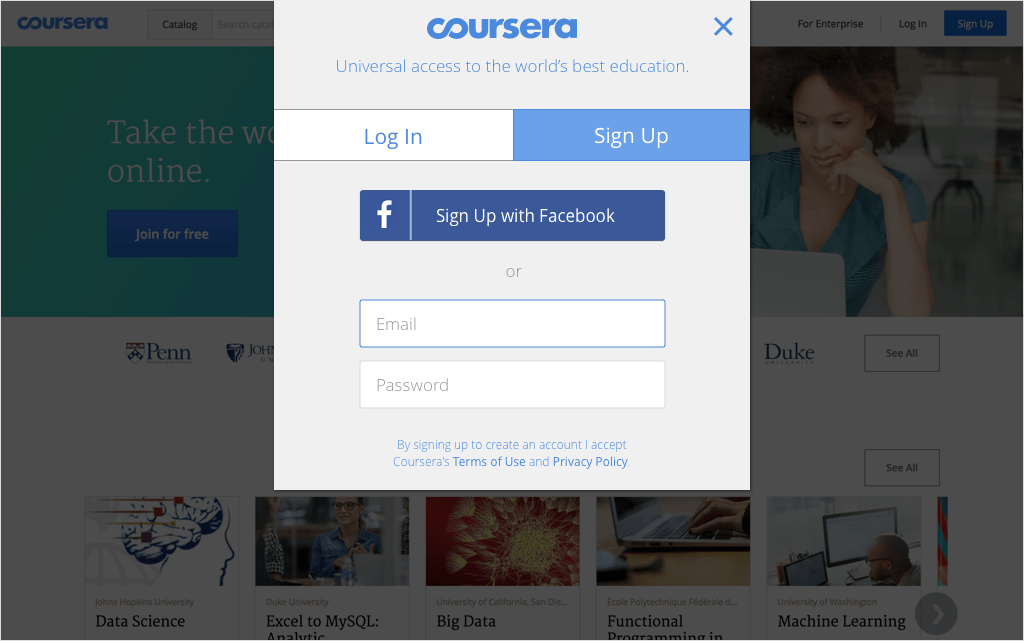 coursera
Catalog
Search
For Enterprise
Log In
Sign Up
coursera
Universal access to the world's best education.
Log In
Sign Up
Take the
online.
Join for free
f
Sign Up with Facebook
or
Email
Password
By signing up to create an account I accept
Coursera's Terms of Use and Privacy Policy.
Penn
Duke
UNIVERSITY
See All
See All
Johns Hopkins University
Data Science
Duke University
Excel to MySQL:
Analytic
University of California, San Die...
Big Data
École Polytechnique Fédérale d...
Functional
Programming in
University of Washington
Machine Learning